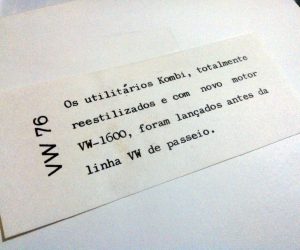 VW 76
Os utilitários Kombi, totalmente
reestilizados e com novo motor
VW-1600, foram lançados antes da
linha VW de passeio.